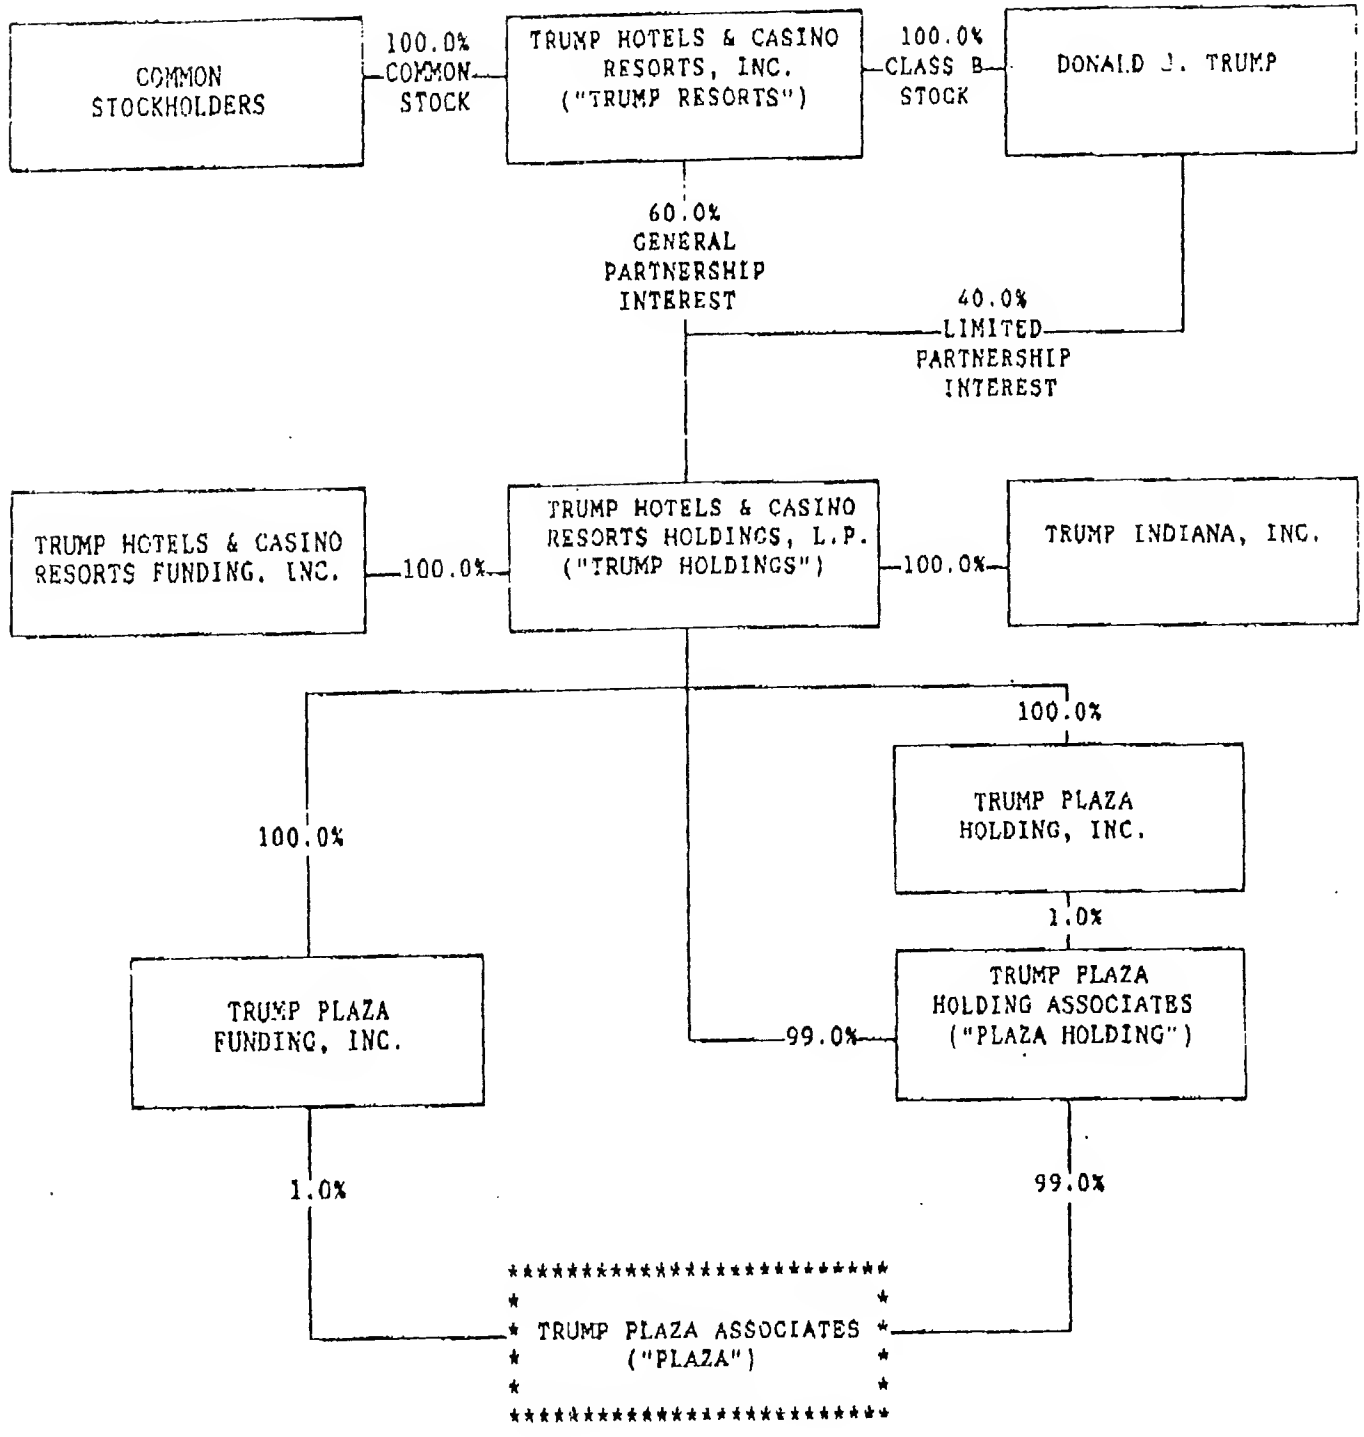 COMMON
STOCKHOLDERS
100.0%
COMMON
STOCK
TRUMP HOTELS & CASINO
RESORTS, INC.
("TRUMP RESORTS")
100.0%
CLASS B
STOCK
DONALD J. TRUMP
60.0%
GENERAL
PARTNERSHIP
INTEREST
40.0%
LIMITED
PARTNERSHIP
INTEREST
TRUMP HOTELS & CASINO
RESORTS FUNDING, INC.
100.0%
TRUMP HOTELS & CASINO
RESORTS HOLDINGS, L.P.
("TRUMP HOLDINGS")
100.0%
TRUMP INDIANA, INC.
100.0%
TRUMP PLAZA
HOLDING, INC.
100.0%
1.0%
TRUMP PLAZA
FUNDING, INC.
99.0%
TRUMP PLAZA
HOLDING ASSOCIATES
("PLAZA HOLDING")
1.0%
99.0%
TRUMP PLAZA ASSOCIATES
("PLAZA")